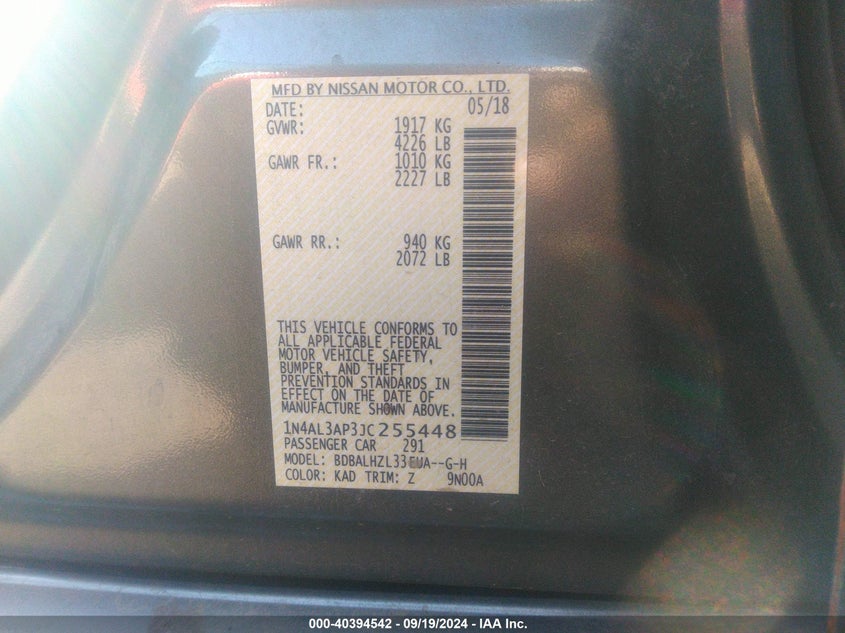 MFD BY NISSAN MOTOR CO., LTD.
DATE: 05/18
GVWR: 1917 KG
4226 LB
GAWR FR.: 1010 KG
2227 LB
GAWR RR.: 940 KG
2072 LB
THIS VEHICLE CONFORMS TO
ALL APPLICABLE FEDERAL
MOTOR VEHICLE SAFETY,
BUMPER, AND THEFT
PREVENTION STANDARDS IN
EFFECT ON THE DATE OF
MANUFACTURE SHOWN ABOVE.
1N4AL3AP3JC255448
PASSENGER CAR 291
MODEL: BDBALHZL33EUA--G-H
COLOR: KAD TRIM: Z 9N00A
000-40394542 - 09/19/2024 - IAA Inc.